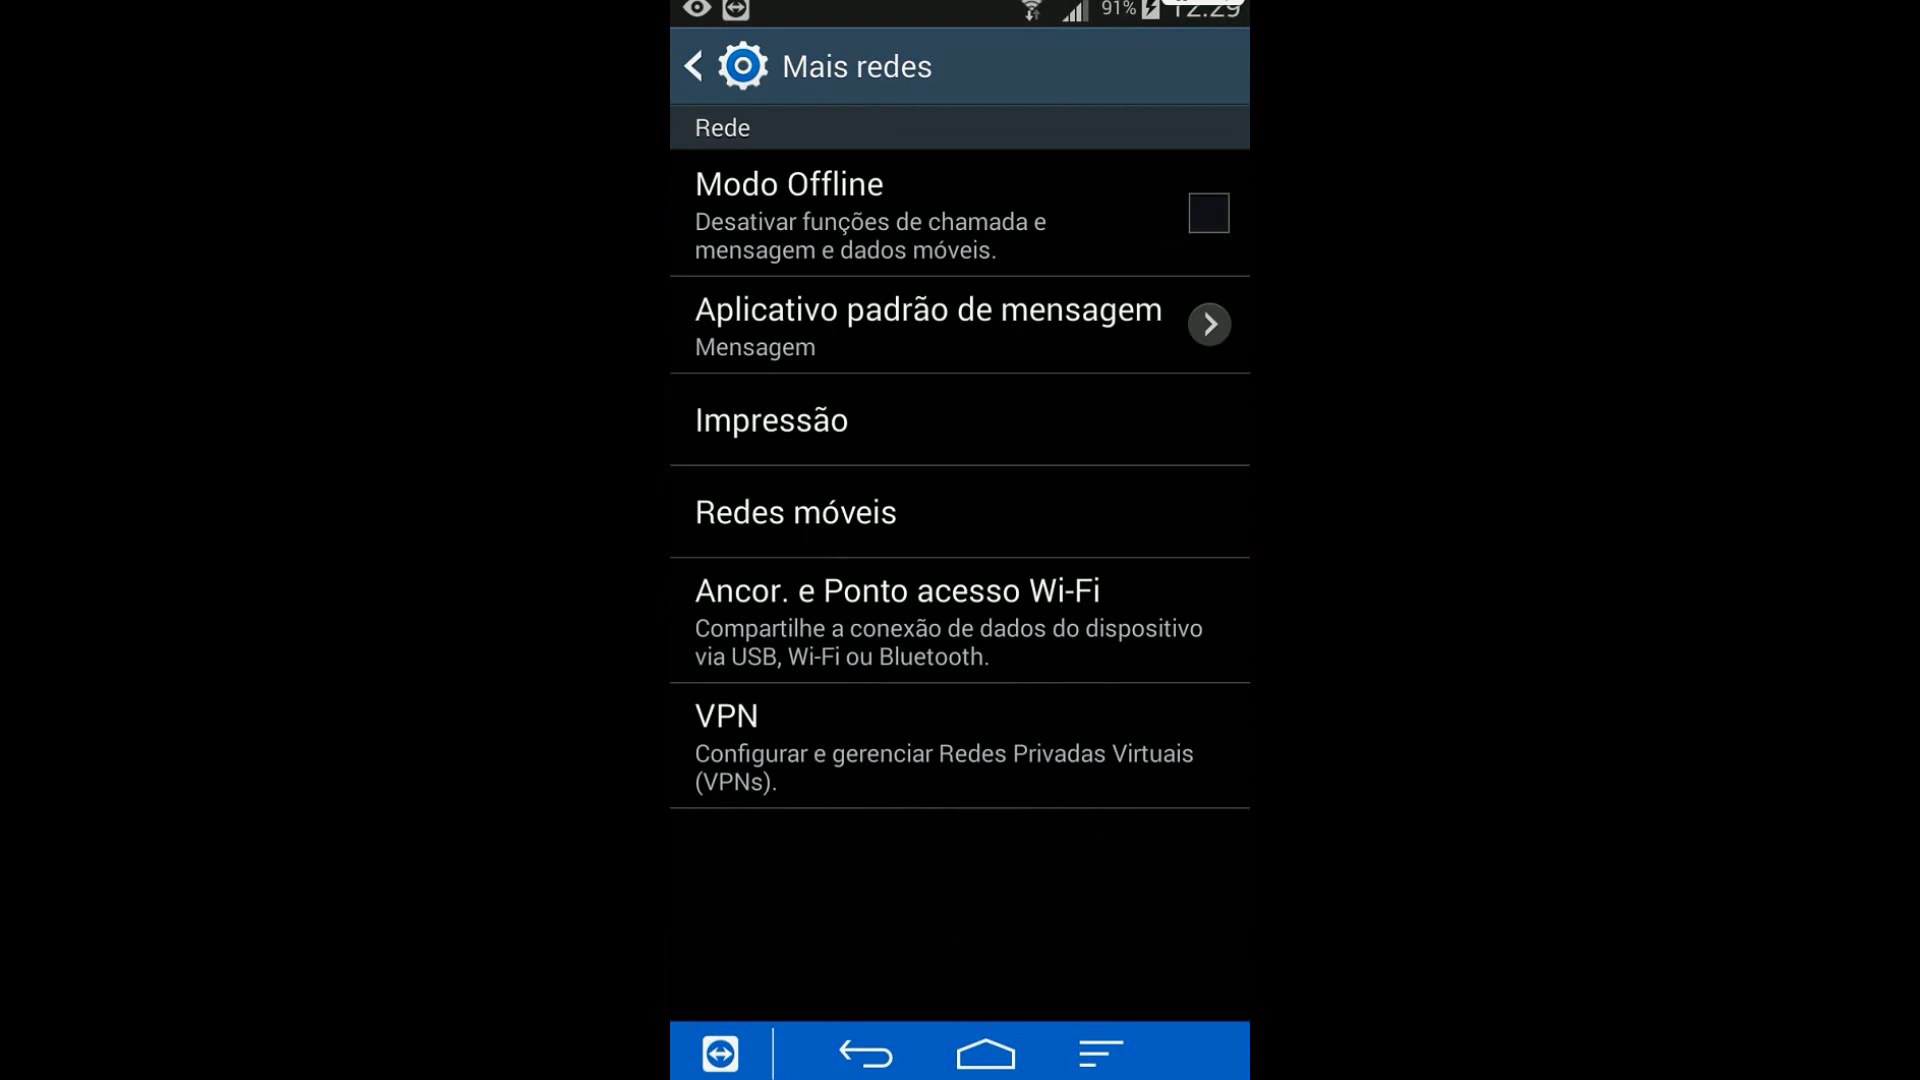 91% 12:29
Mais redes
Rede
Modo Offline
Desativar funções de chamada e
mensagem e dados móveis.
Aplicativo padrão de mensagem
Mensagem
Impressão
Redes móveis
Ancor. e Ponto acesso Wi-Fi
Compartilhe a conexão de dados do dispositivo
via USB, Wi-Fi ou Bluetooth.
VPN
Configurar e gerenciar Redes Privadas Virtuais
(VPNs).